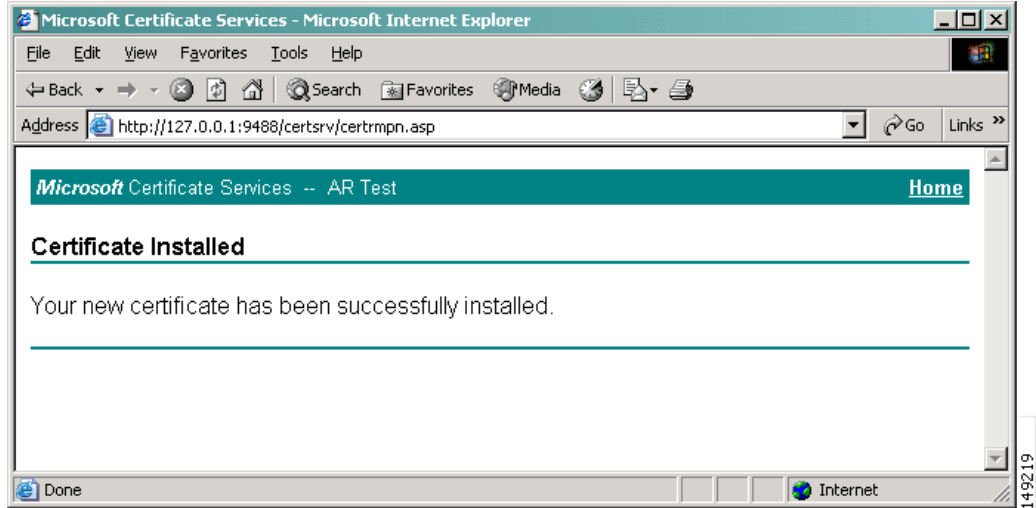 Microsoft Certificate Services - Microsoft Internet Explorer
File Edit View Favorites Tools Help
Back Search Favorites Media
Address http://127.0.0.1:9488/certsrv/certrmpn.asp Go Links »
Microsoft Certificate Services -- AR Test Home
Certificate Installed
Your new certificate has been successfully installed.
Done Internet
149219